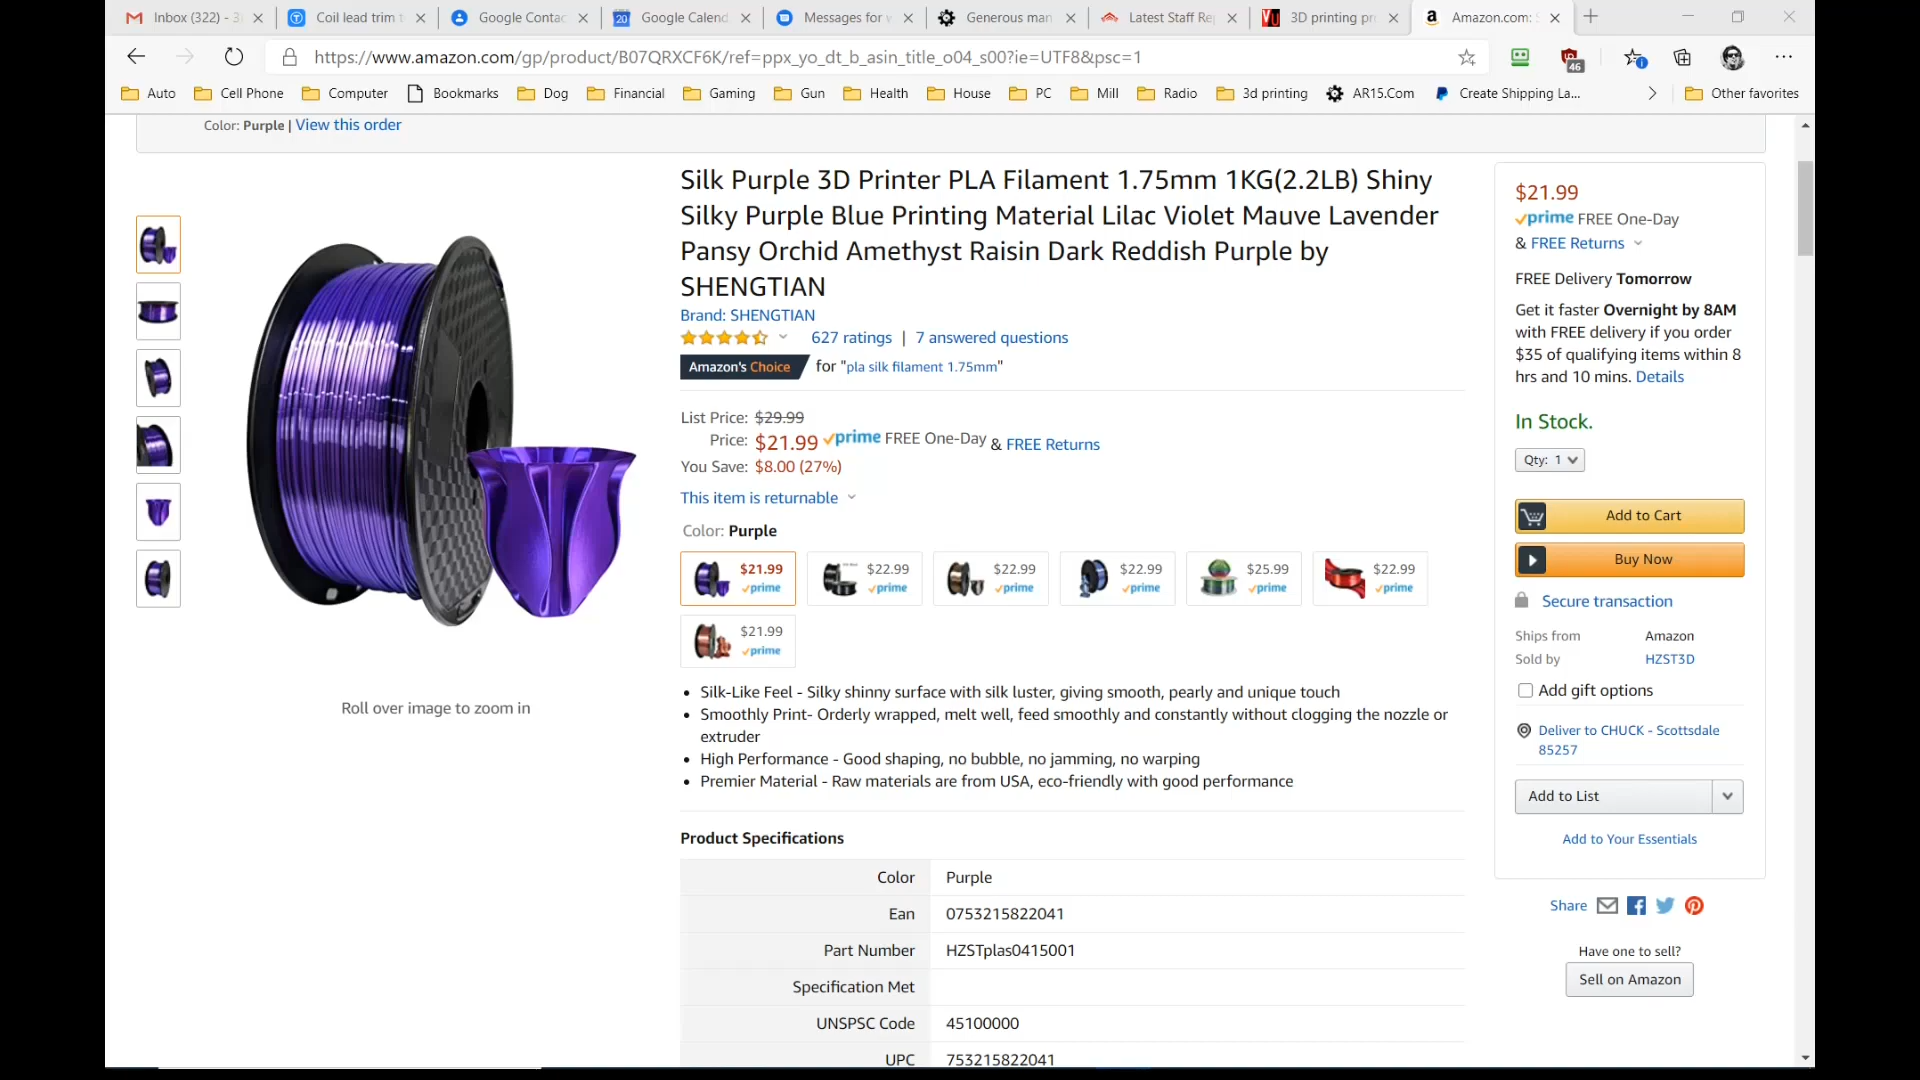 Inbox (322) - 3
Coil lead trim t
Google Contac
Google Calend
Messages for w
Generous man
Latest Staff Re
3D printing pr
Amazon.com: S
https://www.amazon.com/gp/product/B07QRXCF6K/ref=ppx_yo_dt_b_asin_title_o04_s00?ie=UTF8&psc=1
46
Auto
Cell Phone
Computer
Bookmarks
Dog
Financial
Gaming
Gun
Health
House
PC
Mill
Radio
3d printing
AR15.Com
Create Shipping La...
Other favorites
Color: Purple | View this order
Silk Purple 3D Printer PLA Filament 1.75mm 1KG(2.2LB) Shiny
Silky Purple Blue Printing Material Lilac Violet Mauve Lavender
Pansy Orchid Amethyst Raisin Dark Reddish Purple by
SHENGTIAN
Brand: SHENGTIAN
627 ratings | 7 answered questions
Amazon's Choice for "pla silk filament 1.75mm"
List Price: $29.99
Price: $21.99 prime FREE One-Day & FREE Returns
You Save: $8.00 (27%)
This item is returnable
Color: Purple
$21.99 prime
$22.99 prime
$22.99 prime
$22.99 prime
$25.99 prime
$22.99 prime
$21.99 prime
Roll over image to zoom in
• Silk-Like Feel - Silky shinny surface with silk luster, giving smooth, pearly and unique touch
• Smoothly Print- Orderly wrapped, melt well, feed smoothly and constantly without clogging the nozzle or
extruder
• High Performance - Good shaping, no bubble, no jamming, no warping
• Premier Material - Raw materials are from USA, eco-friendly with good performance
Product Specifications
Color Purple
Ean 0753215822041
Part Number HZSTplas0415001
Specification Met
UNSPSC Code 45100000
UPC 753215822041
$21.99
prime FREE One-Day
& FREE Returns
FREE Delivery Tomorrow
Get it faster Overnight by 8AM
with FREE delivery if you order
$35 of qualifying items within 8
hrs and 10 mins. Details
In Stock.
Qty: 1
Add to Cart
Buy Now
Secure transaction
Ships from Amazon
Sold by HZST3D
Add gift options
Deliver to CHUCK - Scottsdale
85257
Add to List
Add to Your Essentials
Share
Have one to sell?
Sell on Amazon